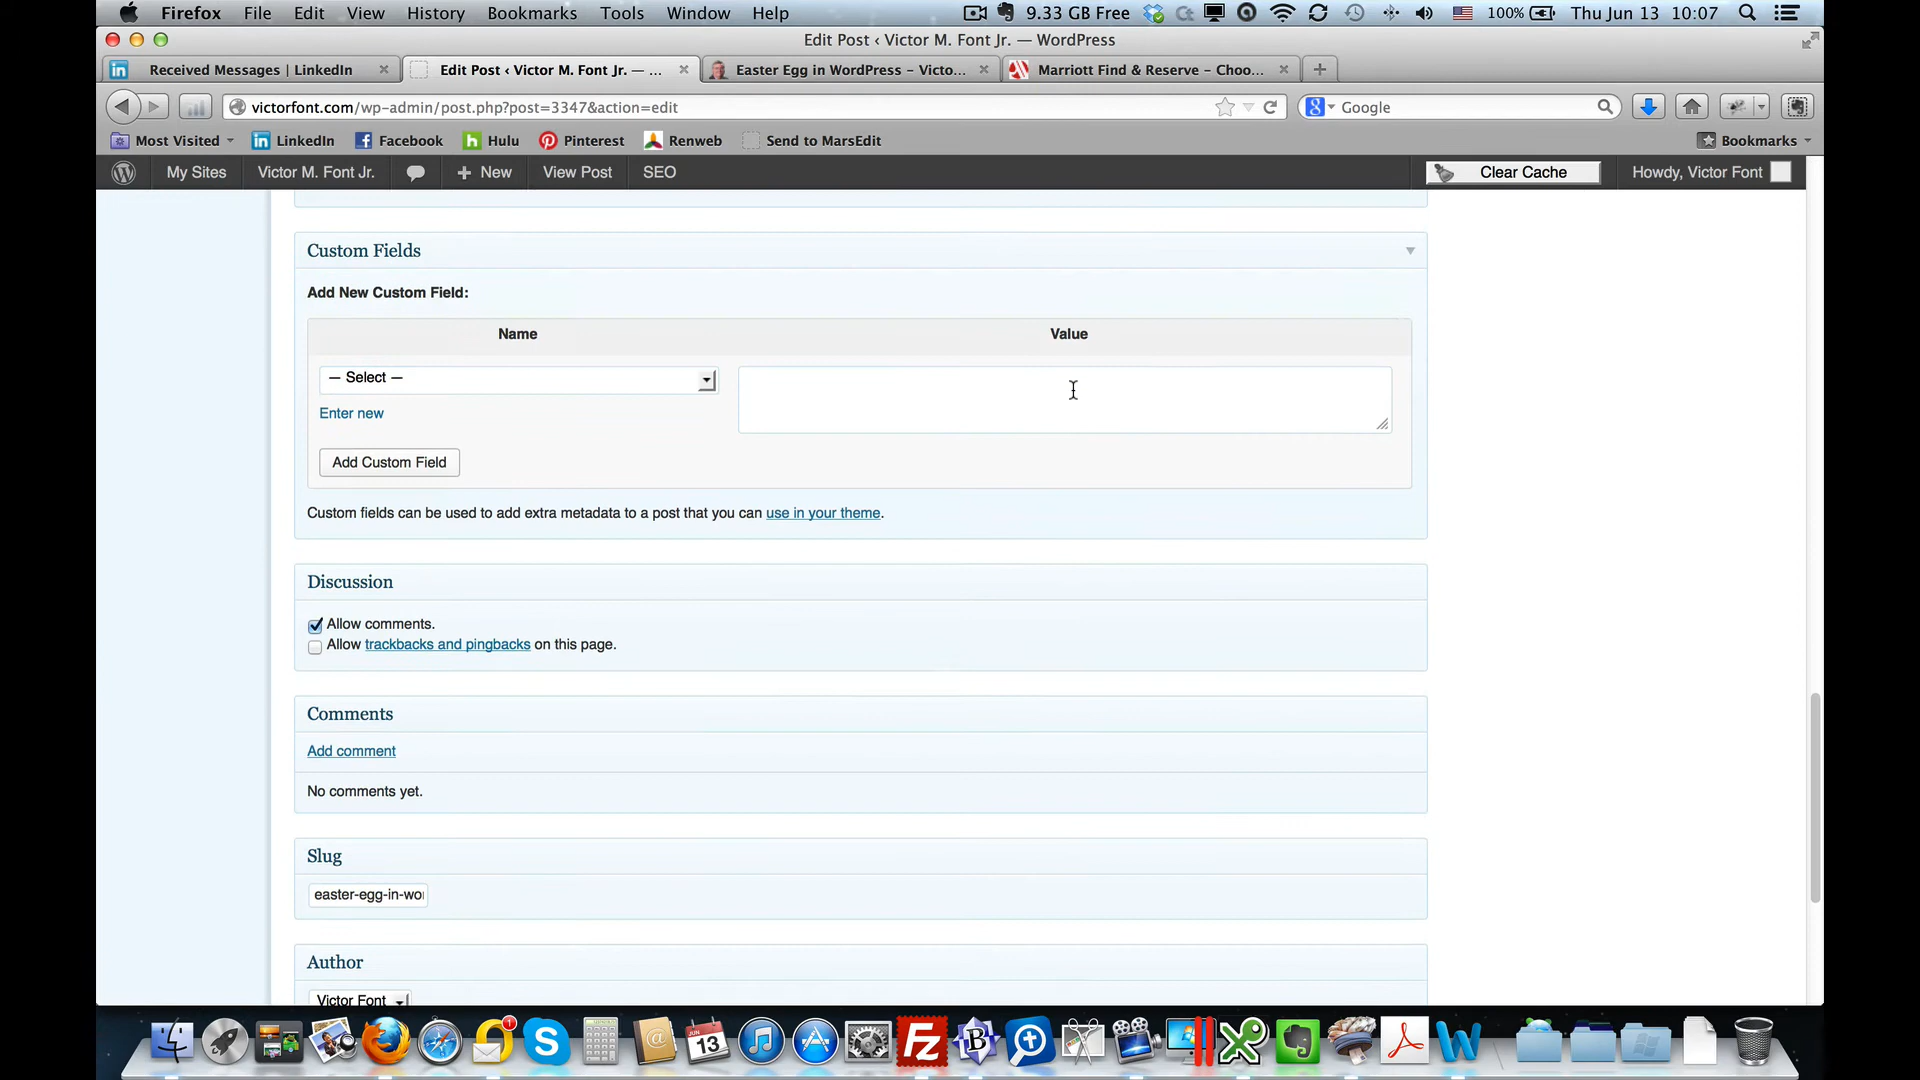 Firefox File Edit View History Bookmarks Tools Window Help 9.33 GB Free 100% Thu Jun 13 10:07
Edit Post ‹ Victor M. Font Jr. — WordPress
Received Messages | LinkedIn Edit Post ‹ Victor M. Font Jr. — ... Easter Egg in WordPress – Victo... Marriott Find & Reserve – Choo...
victorfont.com/wp-admin/post.php?post=3347&action=edit Google
Most Visited LinkedIn Facebook Hulu Pinterest Renweb Send to MarsEdit Bookmarks
My Sites Victor M. Font Jr. + New View Post SEO Clear Cache Howdy, Victor Font
Custom Fields
Add New Custom Field:
Name Value
— Select —
Enter new
Add Custom Field
Custom fields can be used to add extra metadata to a post that you can use in your theme.
Discussion
Allow comments.
Allow trackbacks and pingbacks on this page.
Comments
Add comment
No comments yet.
Slug
easter-egg-in-wo
Author
Victor Font
1 JUN 13